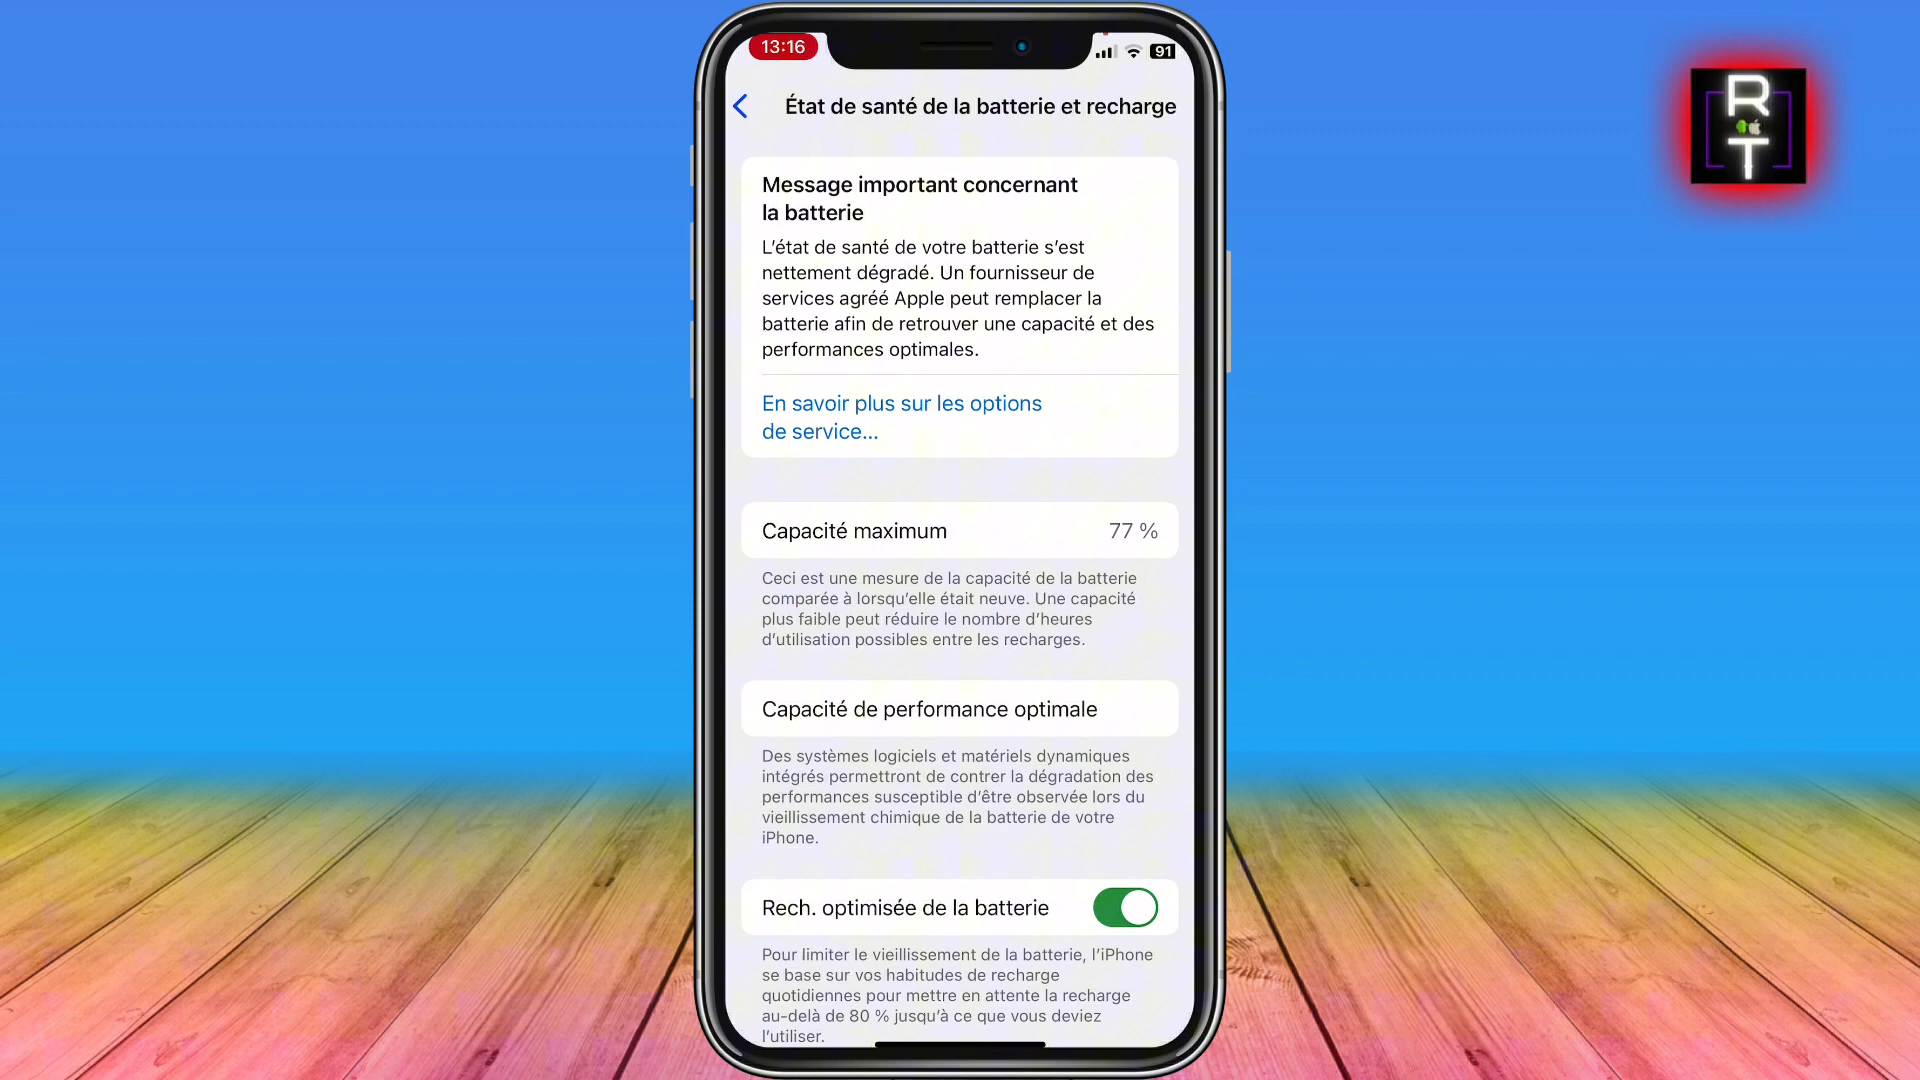 13:16
91
État de santé de la batterie et recharge
Message important concernant
la batterie
L'état de santé de votre batterie s'est
nettement dégradé. Un fournisseur de
services agréé Apple peut remplacer la
batterie afin de retrouver une capacité et des
performances optimales.
En savoir plus sur les options
de service...
Capacité maximum 77 %
Ceci est une mesure de la capacité de la batterie
comparée à lorsqu'elle était neuve. Une capacité
plus faible peut réduire le nombre d'heures
d'utilisation possibles entre les recharges.
Capacité de performance optimale
Des systèmes logiciels et matériels dynamiques
intégrés permettront de contrer la dégradation des
performances susceptible d'être observée lors du
vieillissement chimique de la batterie de votre
iPhone.
Rech. optimisée de la batterie
Pour limiter le vieillissement de la batterie, l'iPhone
se base sur vos habitudes de recharge
quotidiennes pour mettre en attente la recharge
au-delà de 80 % jusqu'à ce que vous deviez
l'utiliser.
R
T